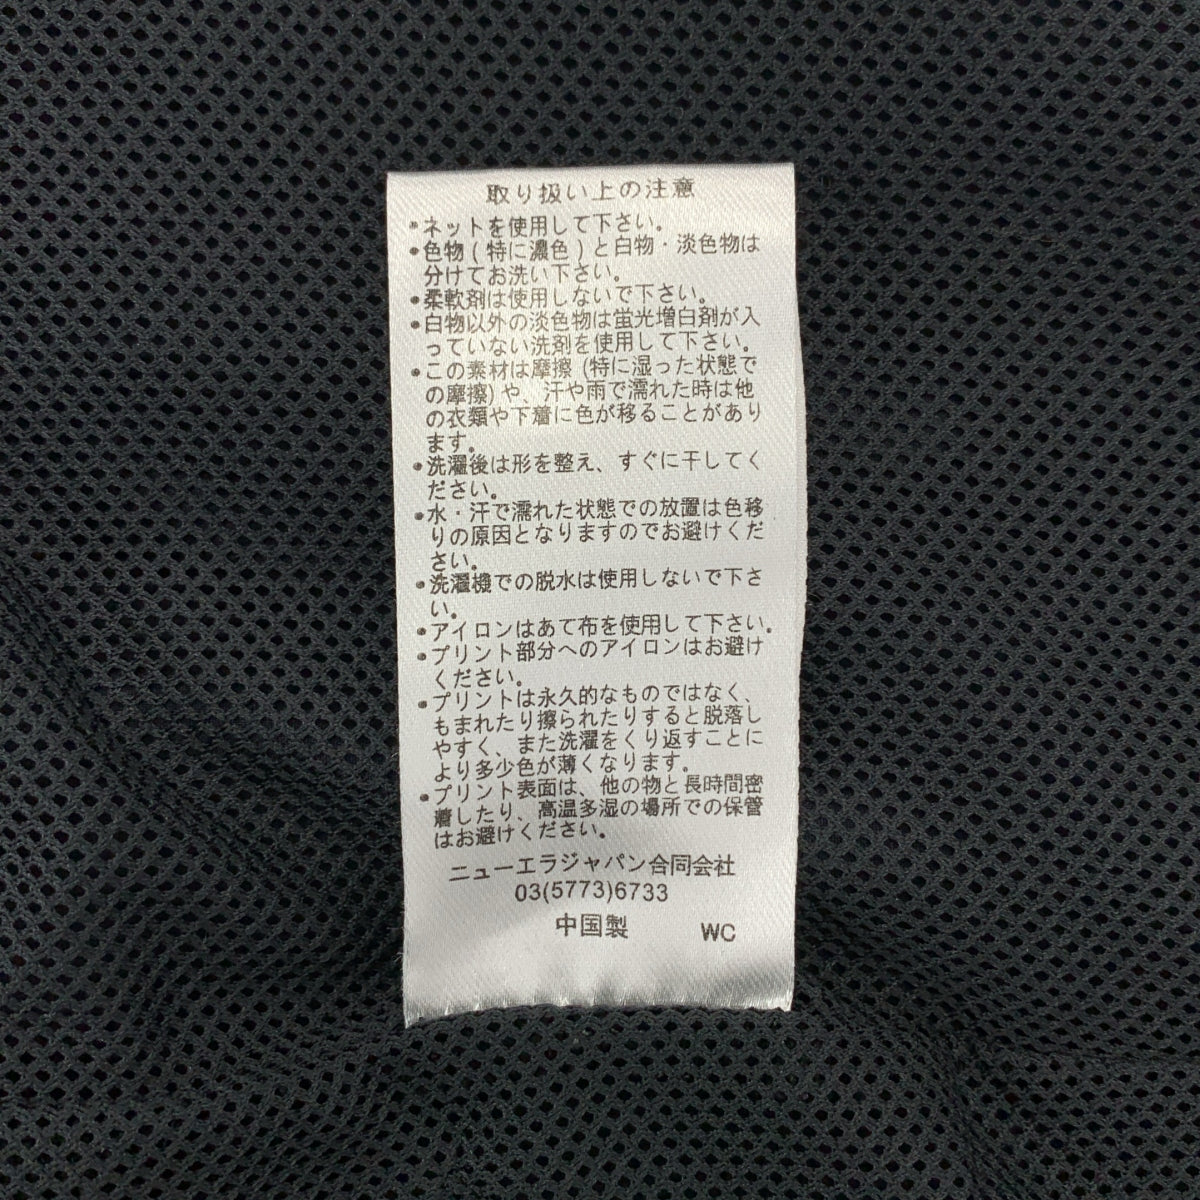 取り扱い上の注意
•ネットを使用して下さい。
•色物(特に濃色)と白物・淡色物は
分けてお洗い下さい。
•柔軟剤は使用しないで下さい。
•白物以外の淡色物は蛍光増白剤が入
っていない洗剤を使用して下さい。
•この素材は摩擦(特に湿った状態で
の摩擦)や、汗や雨で濡れた時は他
の衣類や下着に色が移ることがあり
ます。
•洗濯後は形を整え、すぐに干してく
ださい。
•水・汗で濡れた状態での放置は色移
りの原因となりますのでお避けくだ
さい。
•洗濯機での脱水は使用しないで下さ
い。
•アイロンはあて布を使用して下さい。
•プリント部分へのアイロンはお避け
ください。
•プリントは永久的なものではなく、
もまれたり擦られたりすると脱落し
やすく、また洗濯をくり返すことに
より多少色が薄くなります。
•プリント表面は、他の物と長時間密
着したり、高温多湿の場所での保管
はお避けください。
ニューエラジャパン合同会社
03(5773)6733
中国製 WC